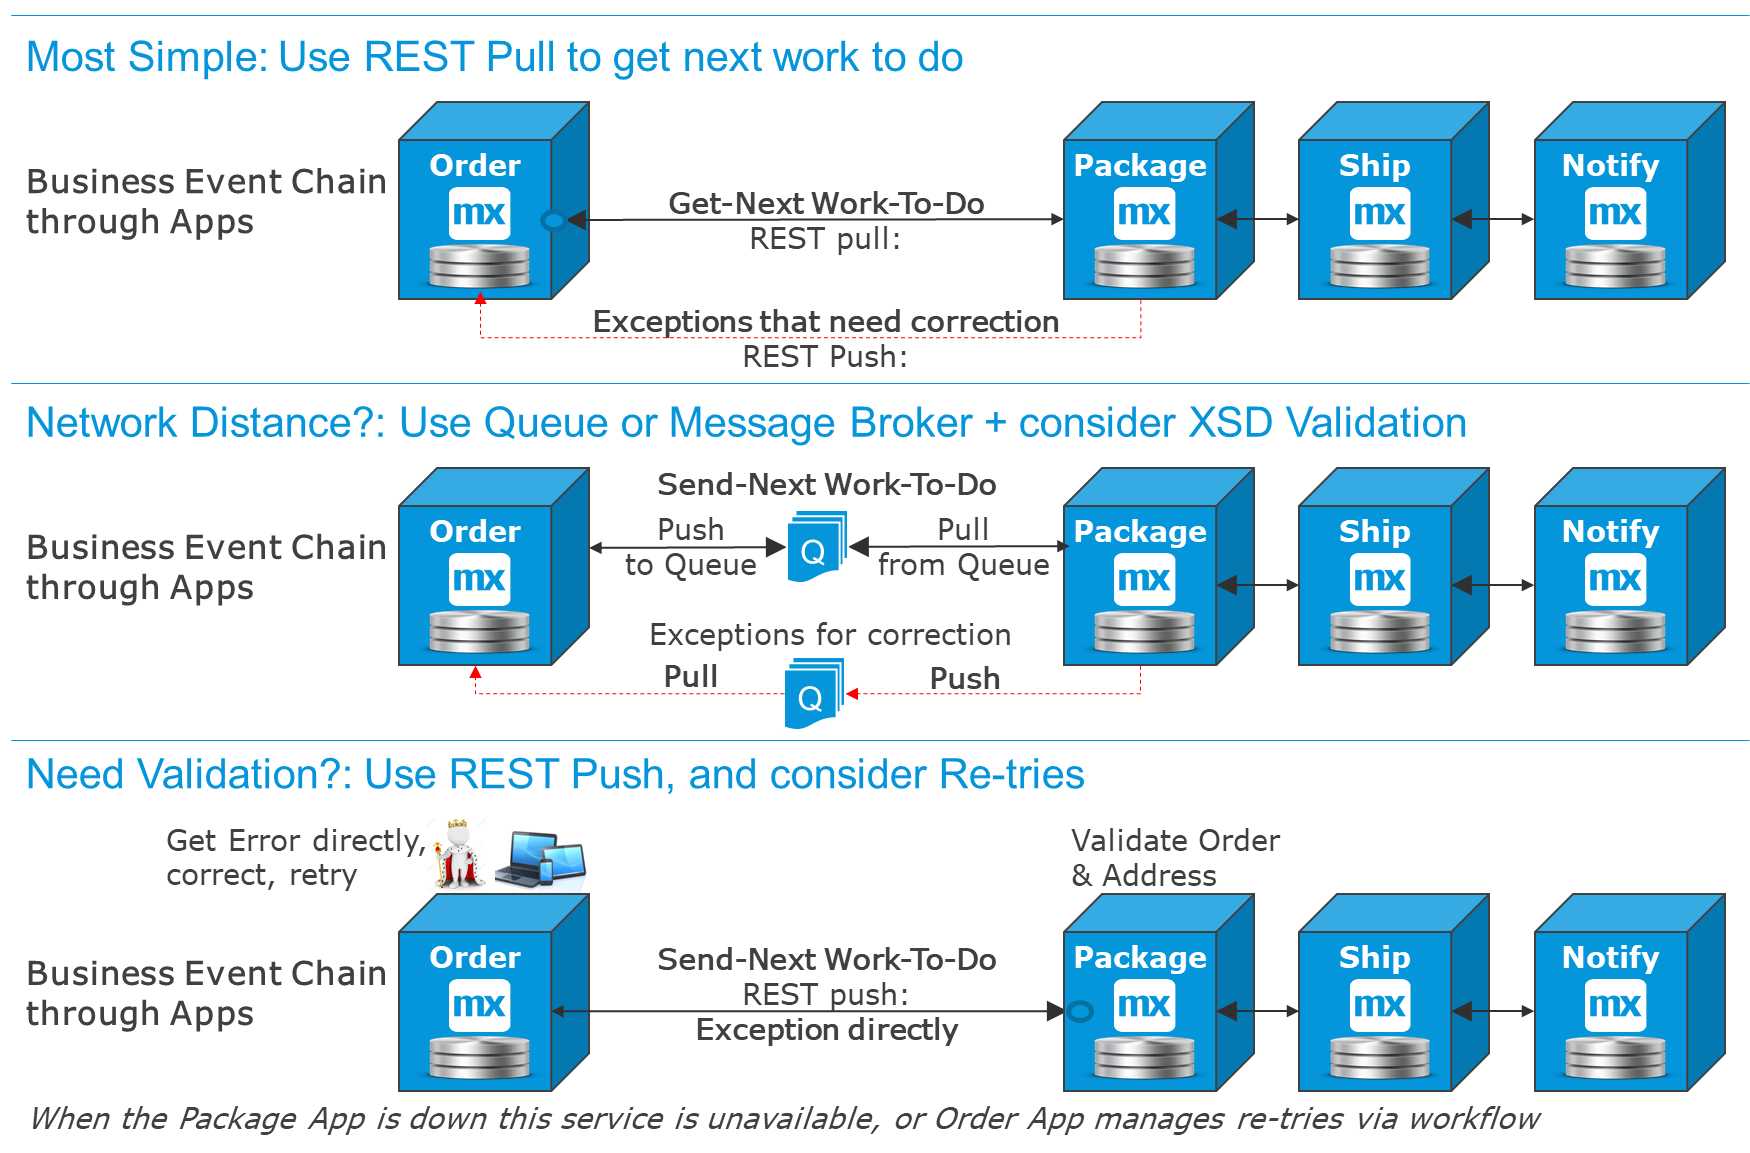 Most Simple: Use REST Pull to get next work to do
Business Event Chain
through Apps
Order
mx
Get-Next Work-To-Do
REST pull:
Package
mx
Ship
mx
Notify
mx
Exceptions that need correction
REST Push:
Network Distance?: Use Queue or Message Broker + consider XSD Validation
Business Event Chain
through Apps
Order
mx
Send-Next Work-To-Do
Push
to Queue
Q
Pull
from Queue
Package
mx
Ship
mx
Notify
mx
Exceptions for correction
Pull
Q
Push
Need Validation?: Use REST Push, and consider Re-tries
Get Error directly,
correct, retry
Validate Order
& Address
Business Event Chain
through Apps
Order
mx
Send-Next Work-To-Do
REST push:
Exception directly
Package
mx
Ship
mx
Notify
mx
When the Package App is down this service is unavailable, or Order App manages re-tries via workflow